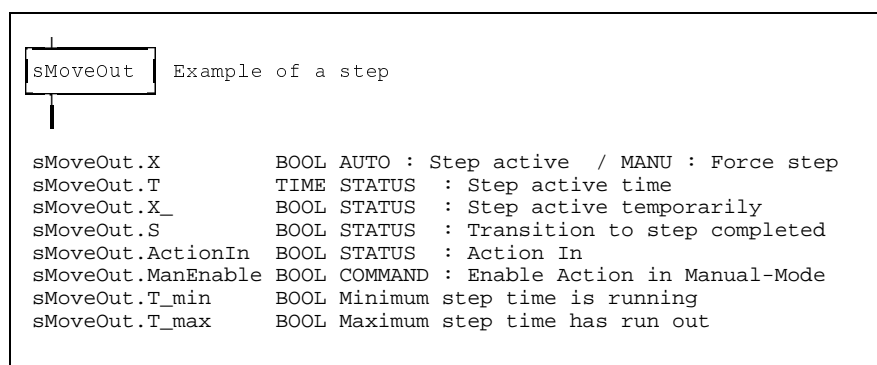 sMoveOut Example of a step
sMoveOut.X BOOL AUTO : Step active / MANU : Force step
sMoveOut.T TIME STATUS : Step active time
sMoveOut.X_ BOOL STATUS : Step active temporarily
sMoveOut.S BOOL STATUS : Transition to step completed
sMoveOut.ActionIn BOOL STATUS : Action In
sMoveOut.ManEnable BOOL COMMAND : Enable Action in Manual-Mode
sMoveOut.T_min BOOL Minimum step time is running
sMoveOut.T_max BOOL Maximum step time has run out